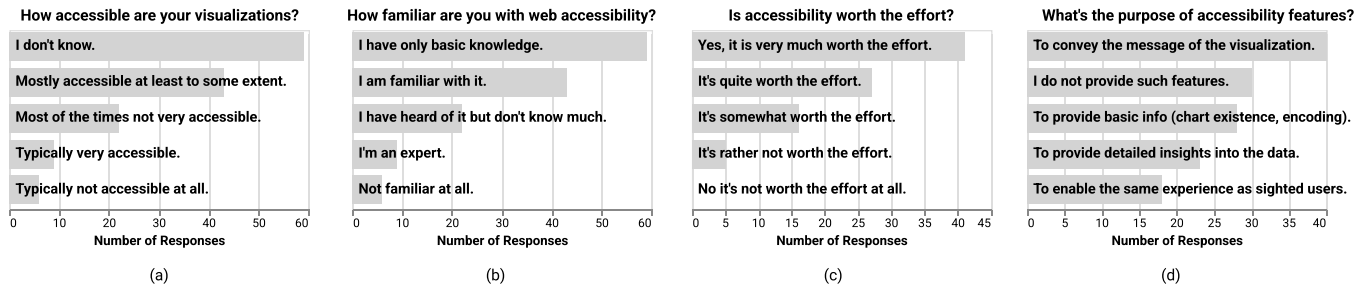 How accessible are your visualizations?
I don't know.
Mostly accessible at least to some extent.
Most of the times not very accessible.
Typically very accessible.
Typically not accessible at all.
0 10 20 30 40 50 60
Number of Responses
(a)
How familiar are you with web accessibility?
I have only basic knowledge.
I am familiar with it.
I have heard of it but don't know much.
I'm an expert.
Not familiar at all.
0 10 20 30 40 50 60
Number of Responses
(b)
Is accessibility worth the effort?
Yes, it is very much worth the effort.
It's quite worth the effort.
It's somewhat worth the effort.
It's rather not worth the effort.
No it's not worth the effort at all.
0 5 10 15 20 25 30 35 40 45
Number of Responses
(c)
What's the purpose of accessibility features?
To convey the message of the visualization.
I do not provide such features.
To provide basic info (chart existence, encoding).
To provide detailed insights into the data.
To enable the same experience as sighted users.
0 5 10 15 20 25 30 35 40
Number of Responses
(d)